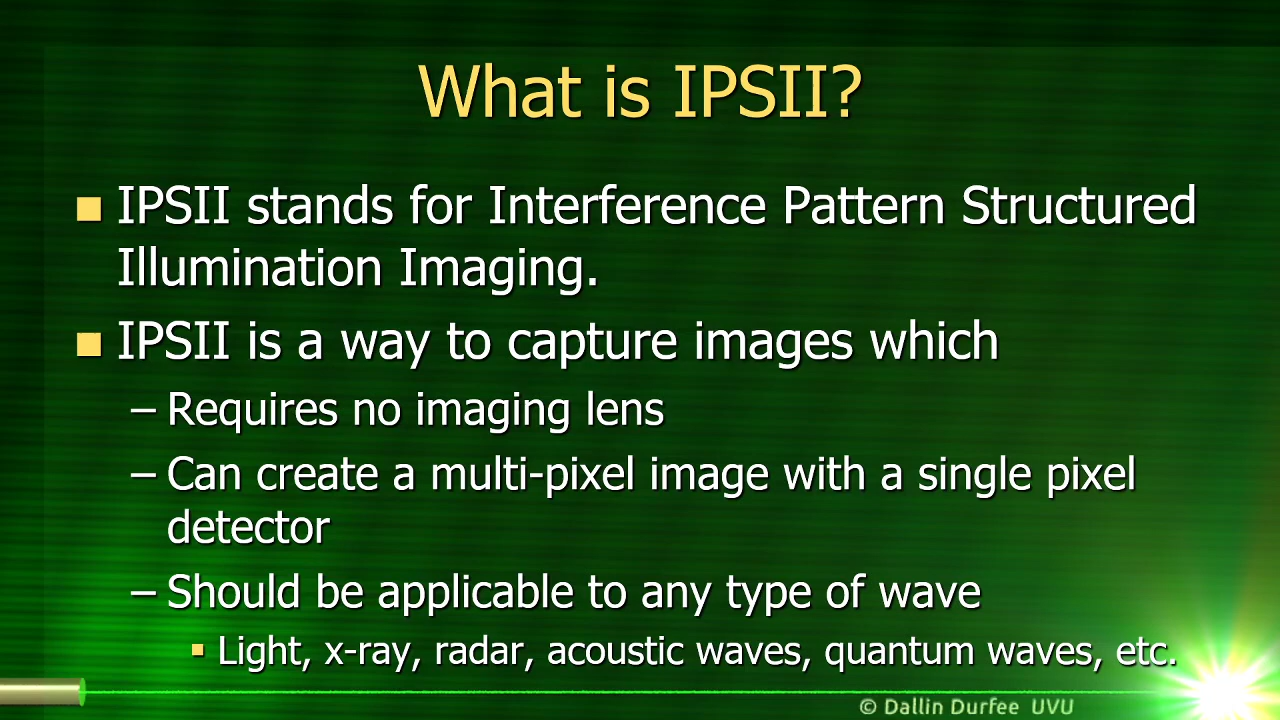 What is IPSII?
IPSII stands for Interference Pattern Structured
Illumination Imaging.
IPSII is a way to capture images which
– Requires no imaging lens
– Can create a multi-pixel image with a single pixel
detector
– Should be applicable to any type of wave
Light, x-ray, radar, acoustic waves, quantum waves, etc.
© Dallin Durfee UVU